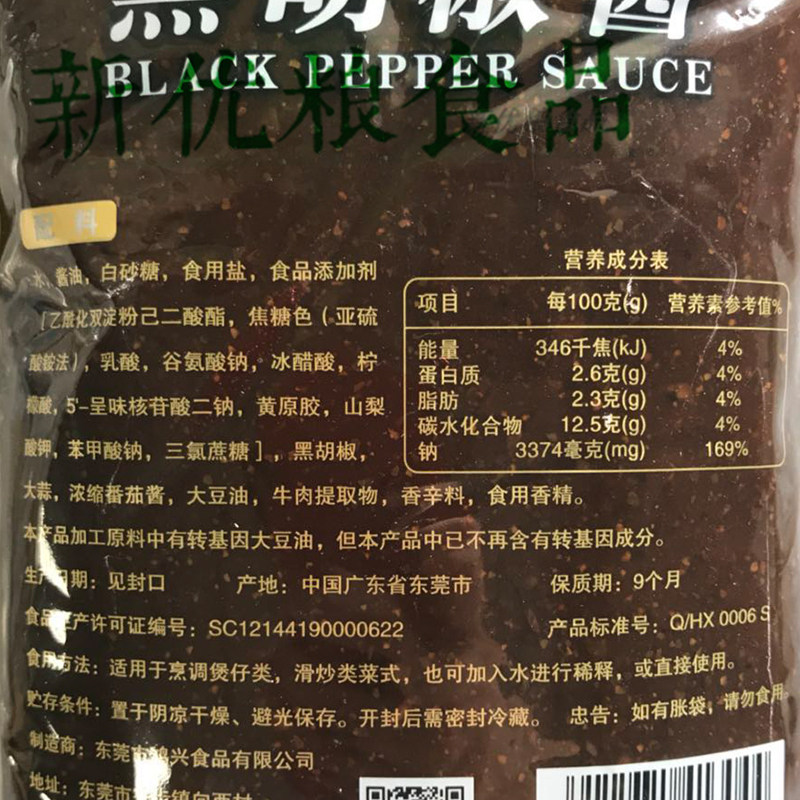 黑胡椒酱
BLACK PEPPER SAUCE
新优粮食品
配料
水，酱油，白砂糖，食用盐，食品添加剂
［乙酰化双淀粉己二酸酯，焦糖色（亚硫
酸铵法），乳酸，谷氨酸钠，冰醋酸，柠
檬酸，5'-呈味核苷酸二钠，黄原胶，山梨
酸钾，苯甲酸钠，三氯蔗糖］，黑胡椒，
大蒜，浓缩番茄酱，大豆油，牛肉提取物，香辛料，食用香精。
营养成分表
项目 每100克(g) 营养素参考值%
能量 346千焦(kJ) 4%
蛋白质 2.6克(g) 4%
脂肪 2.3克(g) 4%
碳水化合物 12.5克(g) 4%
钠 3374毫克(mg) 169%
本产品加工原料中有转基因大豆油，但本产品中已不再含有转基因成分。
生产日期：见封口 产地：中国广东省东莞市 保质期：9个月
食品生产许可证编号：SC12144190000622 产品标准号：Q/HX 0006 S
食用方法：适用于烹调煲仔类，滑炒类菜式，也可加入水进行稀释，或直接使用。
贮存条件：置于阴凉干燥、避光保存。开封后需密封冷藏。 忠告：如有胀袋，请勿食用。
制造商：东莞市鸿兴食品有限公司
地址：东莞市 镇向西村